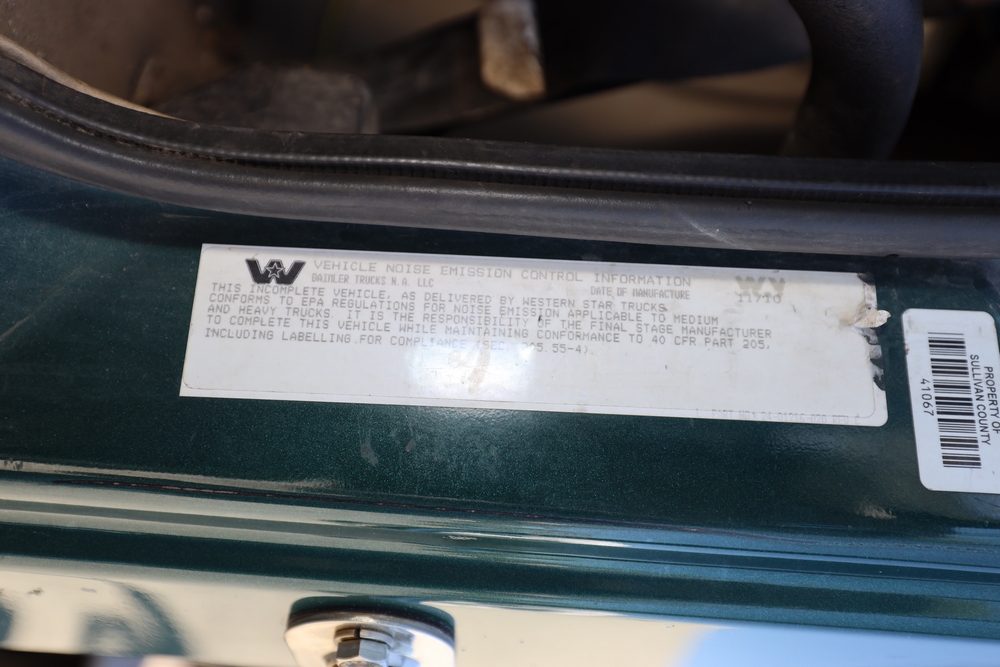 VEHICLE NOISE EMISSION CONTROL INFORMATION
DAIMLER TRUCKS N.A. LLC
DATE OF MANUFACTURE
11/10
THIS INCOMPLETE VEHICLE, AS DELIVERED BY WESTERN STAR TRUCKS
CONFORMS TO EPA REGULATIONS FOR NOISE EMISSION APPLICABLE TO MEDIUM
AND HEAVY TRUCKS. IT IS THE RESPONSIBILITY OF THE FINAL STAGE MANUFACTURER
TO COMPLETE THIS VEHICLE WHILE MAINTAINING CONFORMANCE TO 40 CFR PART 205,
INCLUDING LABELLING FOR COMPLIANCE (SEC. 205.55-4)
PROPERTY OF
SULLIVAN COUNTY
41067